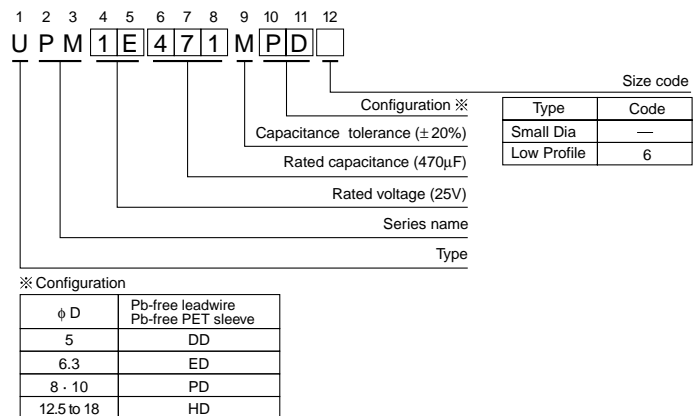 1 2 3 4 5 6 7 8 9 10 11 12
U P M 1 E 4 7 1 M P D
Size code
Configuration ※
Capacitance tolerance (± 20%)
Rated capacitance (470µF)
Rated voltage (25V)
Series name
Type
Type Code
Small Dia —
Low Profile 6
※ Configuration
ϕ D Pb-free leadwire
Pb-free PET sleeve
5 DD
6.3 ED
8 · 10 PD
12.5 to 18 HD